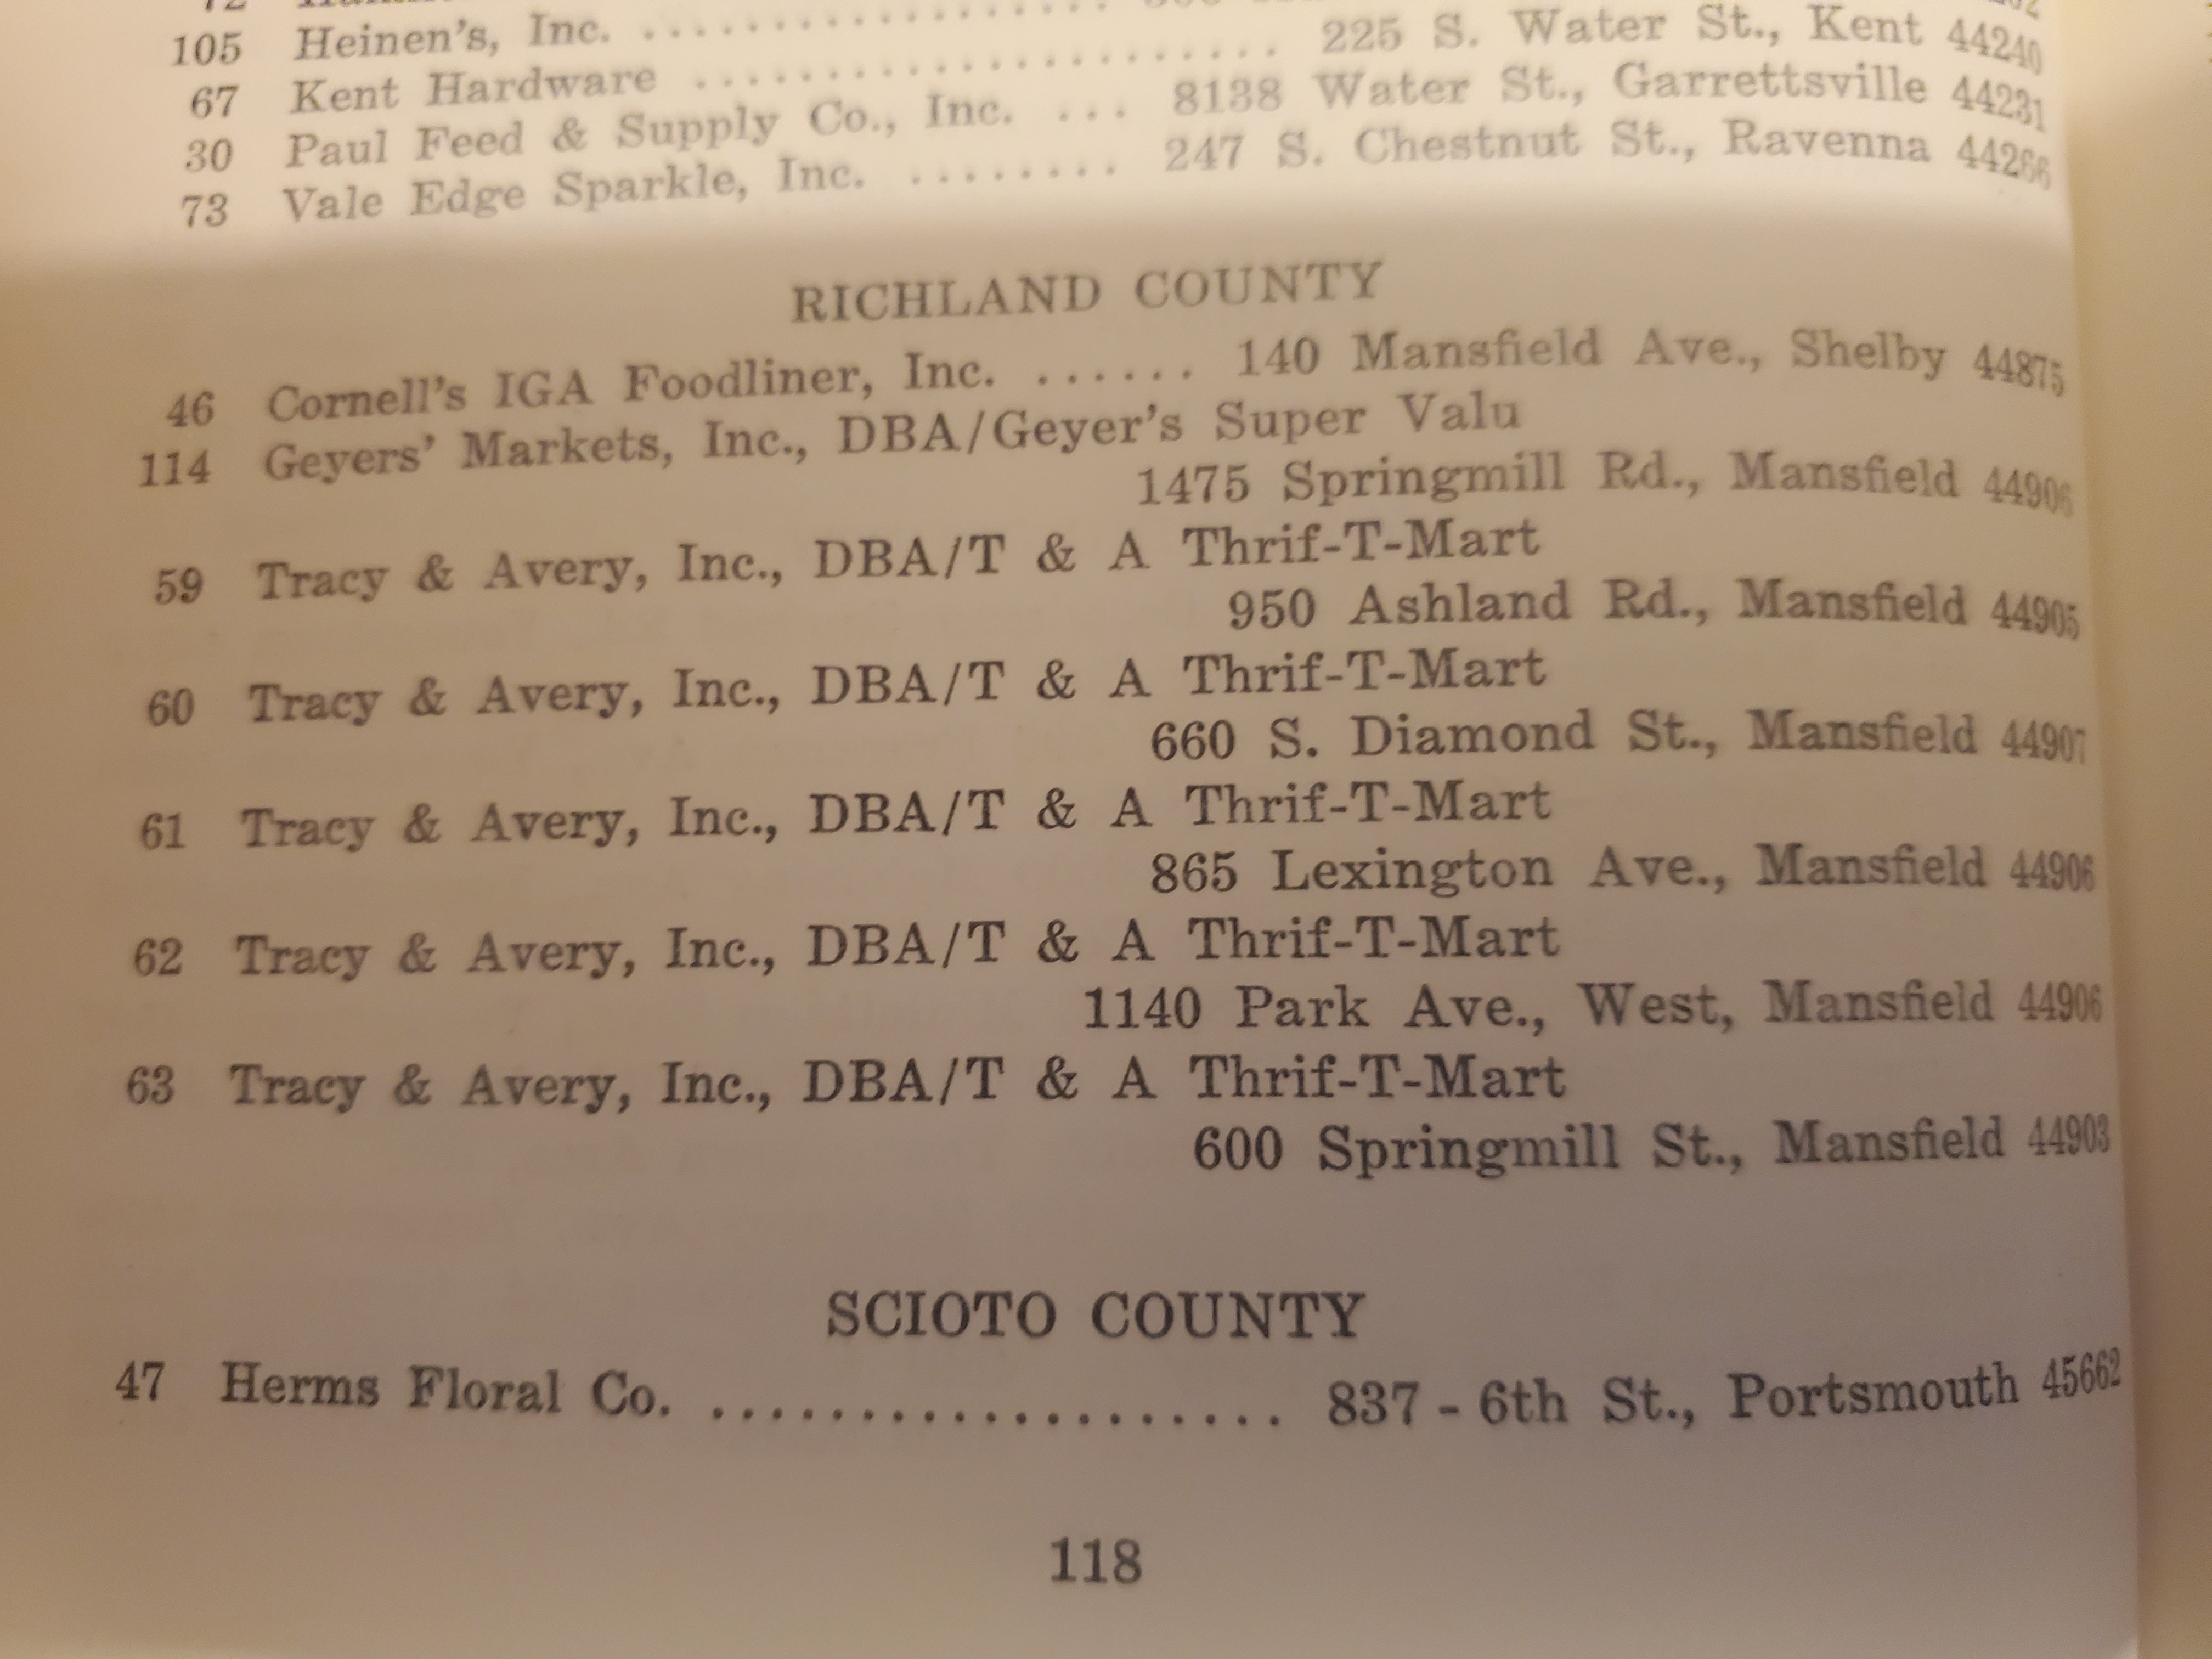 72
105 Heinen's, Inc. ....................
67 Kent Hardware ........................ 225 S. Water St., Kent 44240
30 Paul Feed & Supply Co., Inc. ... 8138 Water St., Garrettsville 44231
73 Vale Edge Sparkle, Inc. ........ 247 S. Chestnut St., Ravenna 44266
RICHLAND COUNTY
46 Cornell's IGA Foodliner, Inc. ...... 140 Mansfield Ave., Shelby 44875
114 Geyers' Markets, Inc., DBA/Geyer's Super Valu
1475 Springmill Rd., Mansfield 44906
59 Tracy & Avery, Inc., DBA/T & A Thrif-T-Mart
950 Ashland Rd., Mansfield 44905
60 Tracy & Avery, Inc., DBA/T & A Thrif-T-Mart
660 S. Diamond St., Mansfield 44907
61 Tracy & Avery, Inc., DBA/T & A Thrif-T-Mart
865 Lexington Ave., Mansfield 44906
62 Tracy & Avery, Inc., DBA/T & A Thrif-T-Mart
1140 Park Ave., West, Mansfield 44906
63 Tracy & Avery, Inc., DBA/T & A Thrif-T-Mart
600 Springmill St., Mansfield 44903
SCIOTO COUNTY
47 Herms Floral Co. .................... 837 - 6th St., Portsmouth 45662
118